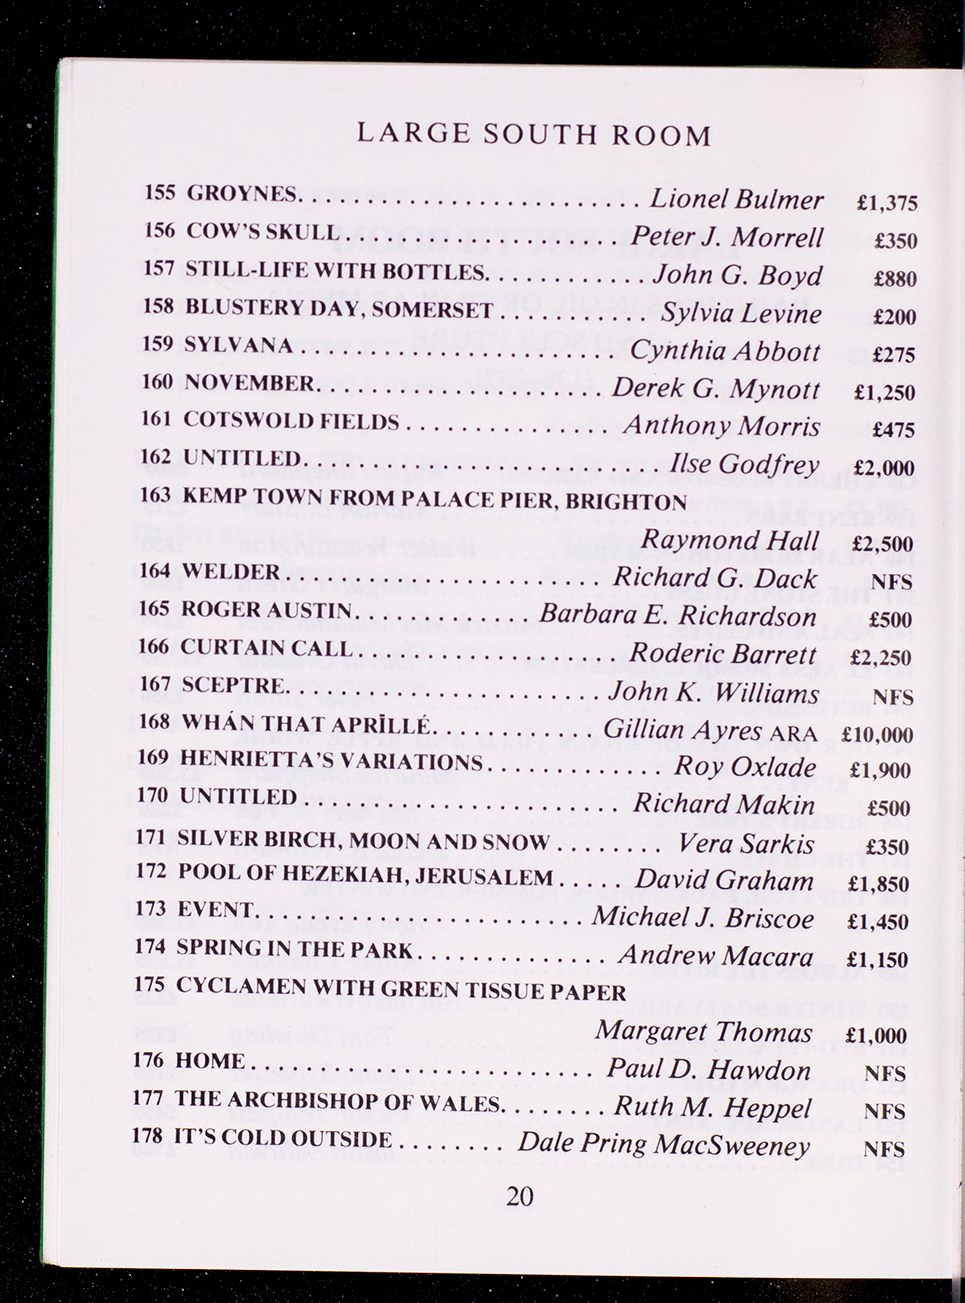 LARGE SOUTH ROOM
155 GROYNES. . . . . . . . . . . . . . . . . . . . . . . . . Lionel Bulmer £1,375
156 COW'S SKULL . . . . . . . . . . . . . . . . . . . . Peter J. Morrell £350
157 STILL-LIFE WITH BOTTLES. . . . . . . . . . . . John G. Boyd £880
158 BLUSTERY DAY, SOMERSET . . . . . . . . . . . . Sylvia Levine £200
159 SYLVANA . . . . . . . . . . . . . . . . . . . . . . . . Cynthia Abbott £275
160 NOVEMBER. . . . . . . . . . . . . . . . . . . . . . Derek G. Mynott £1,250
161 COTSWOLD FIELDS . . . . . . . . . . . . . . . . Anthony Morris £475
162 UNTITLED. . . . . . . . . . . . . . . . . . . . . . . . . . Ilse Godfrey £2,000
163 KEMP TOWN FROM PALACE PIER, BRIGHTON
Raymond Hall £2,500
164 WELDER . . . . . . . . . . . . . . . . . . . . . . . . Richard G. Dack NFS
165 ROGER AUSTIN . . . . . . . . . . . . . Barbara E. Richardson £500
166 CURTAIN CALL . . . . . . . . . . . . . . . . . . . Roderic Barrett £2,250
167 SCEPTRE. . . . . . . . . . . . . . . . . . . . . . . John K. Williams NFS
168 WHÁN THAT APRĪLLÉ. . . . . . . . . . . . . Gillian Ayres ARA £10,000
169 HENRIETTA'S VARIATIONS . . . . . . . . . . . . . Roy Oxlade £1,900
170 UNTITLED . . . . . . . . . . . . . . . . . . . . . . . . Richard Makin £500
171 SILVER BIRCH, MOON AND SNOW . . . . . . . . Vera Sarkis £350
172 POOL OF HEZEKIAH, JERUSALEM . . . . . David Graham £1,850
173 EVENT. . . . . . . . . . . . . . . . . . . . . . . . . Michael J. Briscoe £1,450
174 SPRING IN THE PARK . . . . . . . . . . . . . . Andrew Macara £1,150
175 CYCLAMEN WITH GREEN TISSUE PAPER
Margaret Thomas £1,000
176 HOME . . . . . . . . . . . . . . . . . . . . . . . . . . Paul D. Hawdon NFS
177 THE ARCHBISHOP OF WALES. . . . . . . . Ruth M. Heppel NFS
178 IT'S COLD OUTSIDE . . . . . . . . Dale Pring MacSweeney NFS
20